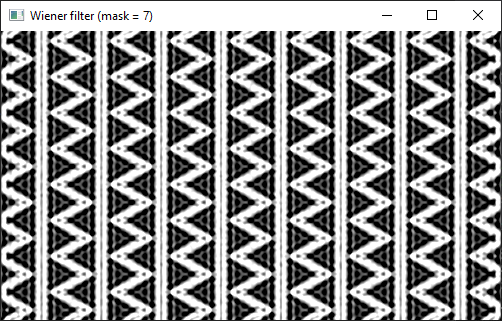 Wiener filter (mask = 7)